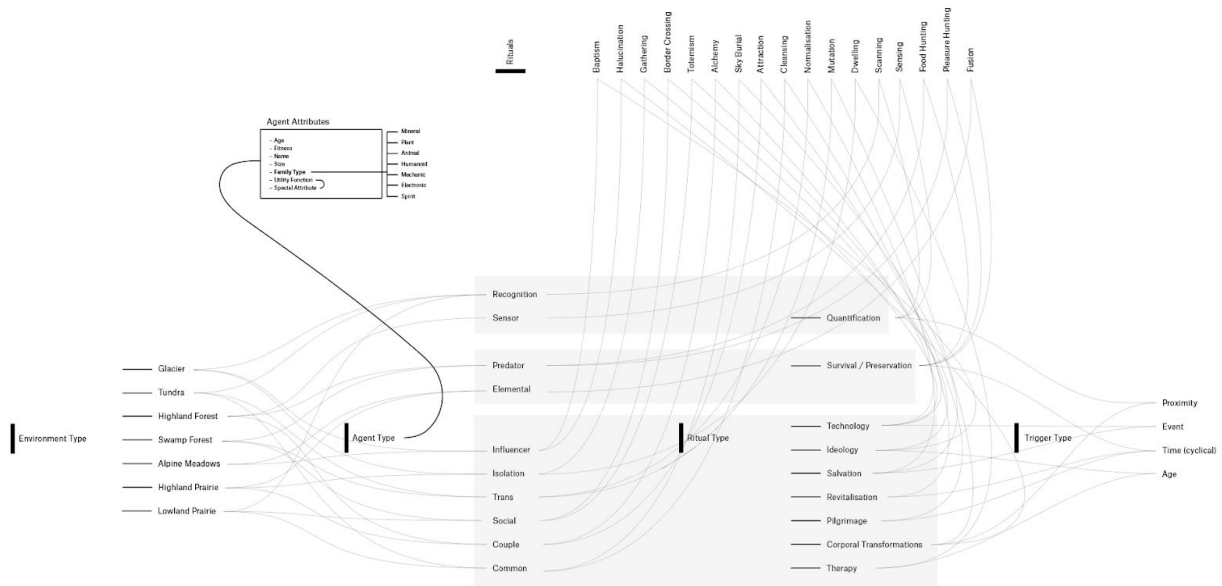 Rituals
Baptism
Halucination
Gathering
Border Crossing
Totemism
Alchemy
Sky Burial
Attraction
Cleansing
Normalisation
Mutation
Dwelling
Scanning
Sensing
Food Hunting
Pleasure Hunting
Fusion
Agent Attributes
– Age
– Fitness
– Name
– Size
– Family Type
– Utility Function
– Special Attribute
Mineral
Plant
Animal
Humanoid
Mechanic
Electronic
Spirit
Environment Type
Glacier
Tundra
Highland Forest
Swamp Forest
Alpine Meadows
Highland Prairie
Lowland Prairie
Agent Type
Recognition
Sensor
Predator
Elemental
Influencer
Isolation
Trans
Social
Couple
Common
Ritual Type
Quantification
Survival / Preservation
Technology
Ideology
Salvation
Revitalisation
Pilgrimage
Corporal Transformations
Therapy
Trigger Type
Proximity
Event
Time (cyclical)
Age